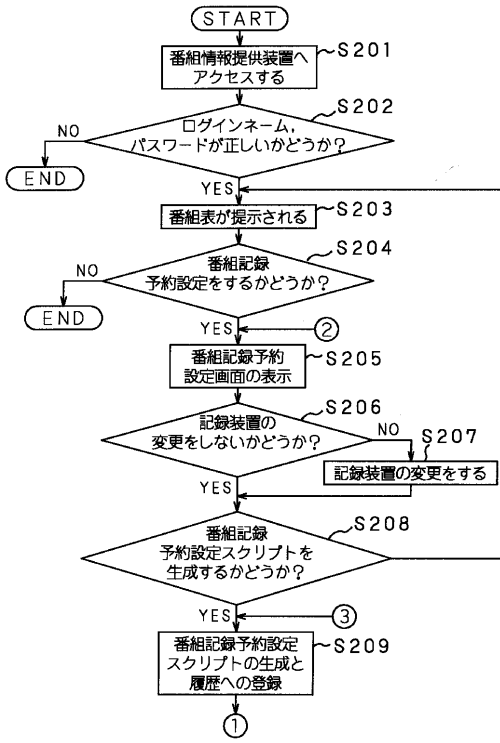 START
番組情報提供装置へ
アクセスする
S201
ログインネーム,
パスワードが正しいかどうか?
S202
NO
END
YES
番組表が提示される
S203
番組記録
予約設定をするかどうか?
S204
NO
END
YES
②
番組記録予約
設定画面の表示
S205
記録装置の
変更をしないかどうか?
S206
NO
S207
記録装置の変更をする
YES
番組記録
予約設定スクリプトを
生成するかどうか?
S208
YES
③
番組記録予約設定
スクリプトの生成と
履歴への登録
S209
①